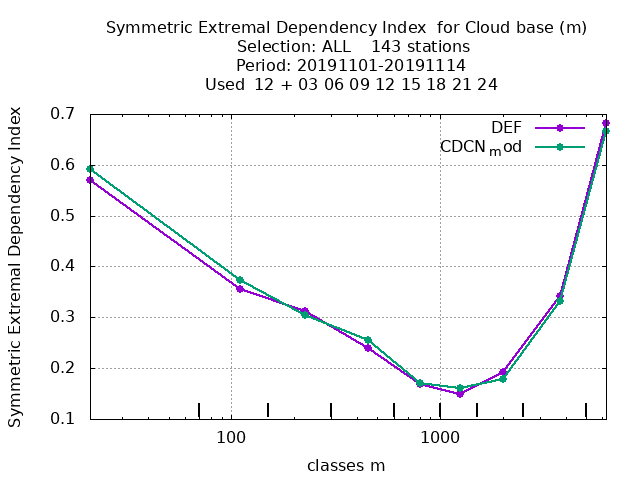 Symmetric Extremal Dependency Index  for Cloud base (m)
Selection: ALL    143 stations
Period: 20191101-20191114
Used  12 + 03 06 09 12 15 18 21 24
Symmetric Extremal Dependency Index
0.7
0.6
0.5
0.4
0.3
0.2
0.1
DEF
CDCNmod
100
1000
classes m